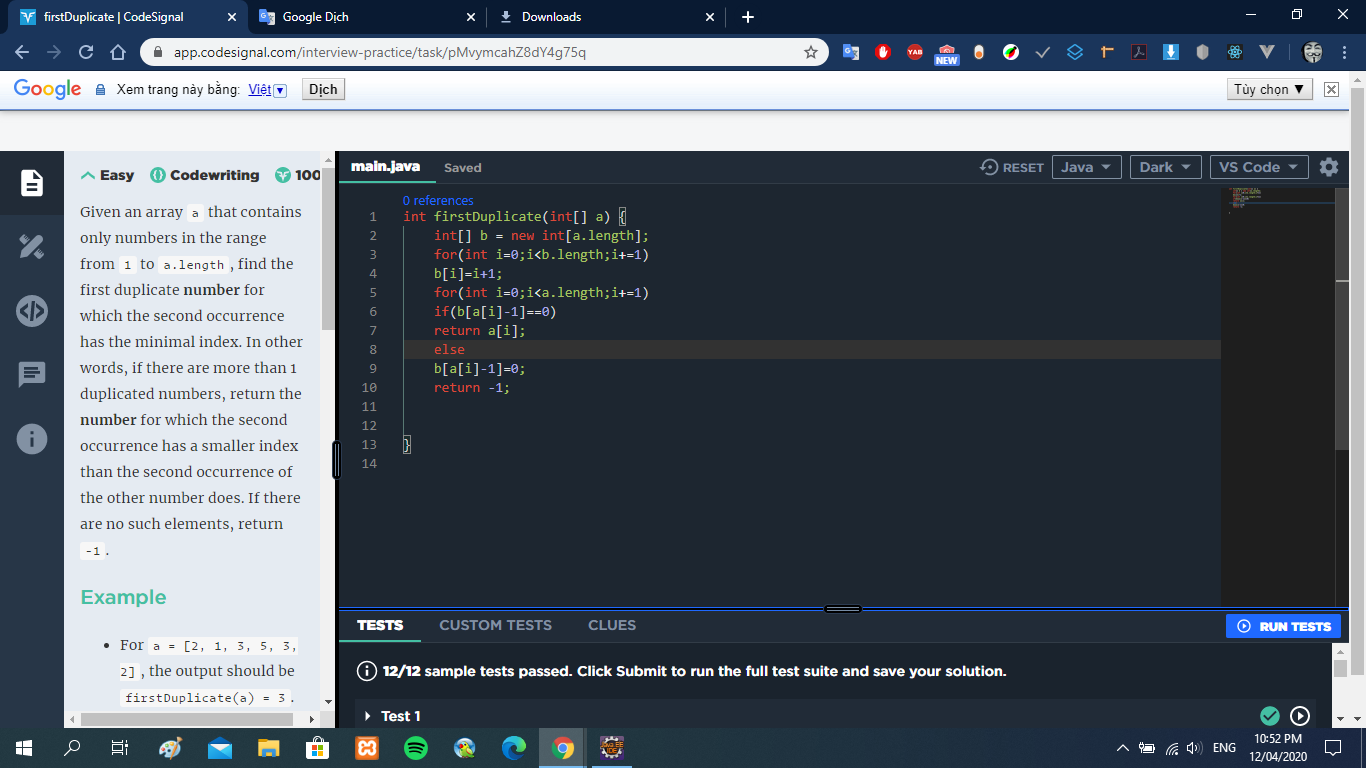 firstDuplicate | CodeSignal
Google Dịch
Downloads
app.codesignal.com/interview-practice/task/pMvymcahZ8dY4g75q
YAB
NEW
Google
Xem trang này bằng:
Việt
Dịch
Tùy chọn ▼
Easy
Codewriting
100
Given an array a that contains
only numbers in the range
from 1 to a.length , find the
first duplicate number for
which the second occurrence
has the minimal index. In other
words, if there are more than 1
duplicated numbers, return the
number for which the second
occurrence has a smaller index
than the second occurrence of
the other number does. If there
are no such elements, return
-1 .
Example
• For a = [2, 1, 3, 5, 3,
2] , the output should be
firstDuplicate(a) = 3 .
main.java
Saved
RESET
Java
Dark
VS Code
0 references
1 int firstDuplicate(int[] a) {
2 int[] b = new int[a.length];
3 for(int i=0;i<b.length;i+=1)
4 b[i]=i+1;
5 for(int i=0;i<a.length;i+=1)
6 if(b[a[i]-1]==0)
7 return a[i];
8 else
9 b[a[i]-1]=0;
10 return -1;
11
12
13 }
14
TESTS
CUSTOM TESTS
CLUES
RUN TESTS
12/12 sample tests passed. Click Submit to run the full test suite and save your solution.
Test 1
ENG
10:52 PM
12/04/2020